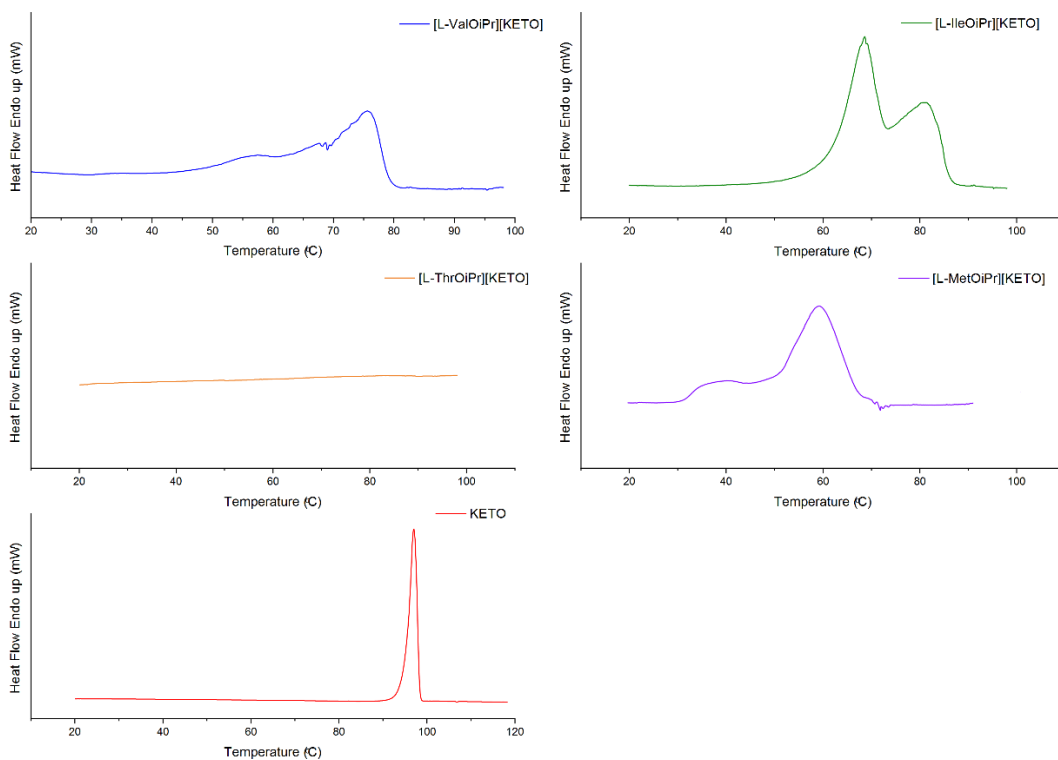 [L-ValOiPr][KETO]
Heat Flow Endo up (mW)
20 30 40 50 60 70 80 90 100
Temperature (°C)
[L-IleOiPr][KETO]
Heat Flow Endo up (mW)
20 40 60 80 100
Temperature (°C)
[L-ThrOiPr][KETO]
Heat Flow Endo up (mW)
20 40 60 80 100
Temperature (°C)
[L-MetOiPr][KETO]
Heat Flow Endo up (mW)
20 40 60 80 100
Temperature (°C)
KETO
Heat Flow Endo up (mW)
20 40 60 80 100 120
Temperature (°C)